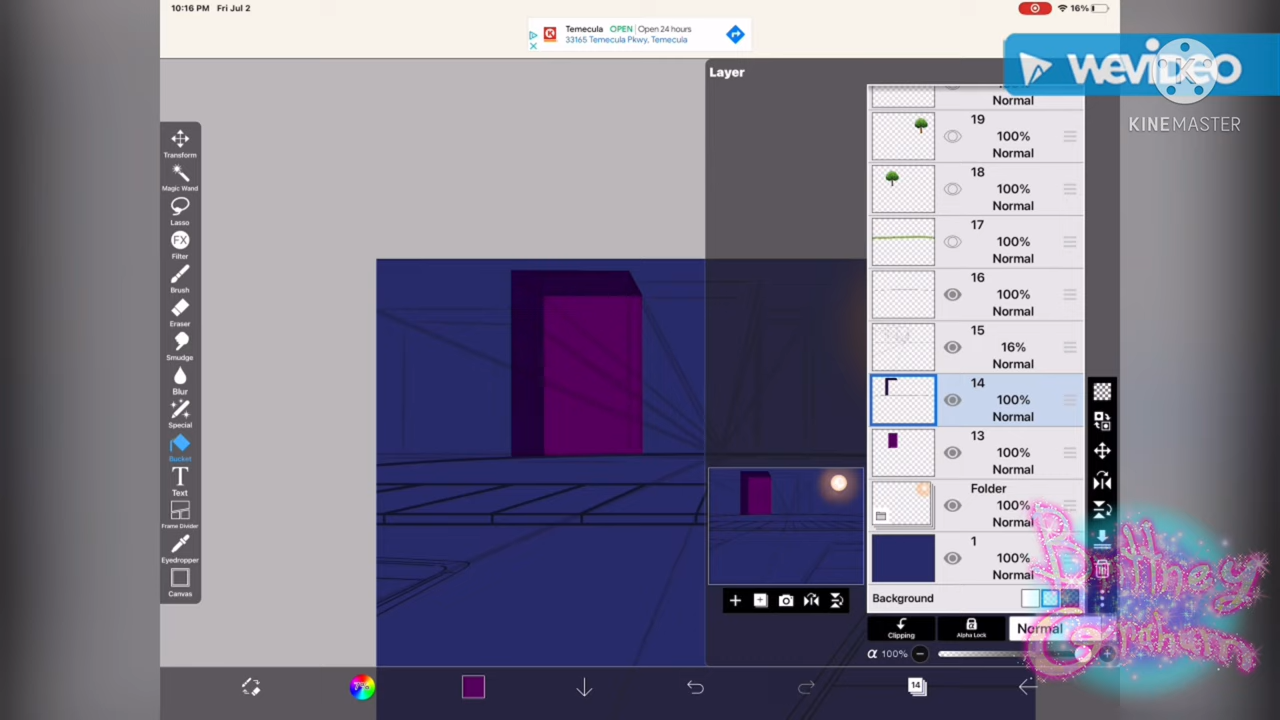 10:16 PM Fri Jul 2
16%
Temecula OPEN Open 24 hours
33165 Temecula Pkwy, Temecula
WEVIDEO
KINEMASTER
Layer
Normal
19
100%
Normal
18
100%
Normal
17
100%
Normal
16
100%
Normal
15
16%
Normal
14
100%
Normal
13
100%
Normal
Folder
100%
Normal
1
100%
Normal
Background
Clipping
Alpha Lock
Normal
α 100%
Transform
Magic Wand
Lasso
FX
Filter
Brush
Eraser
Smudge
Blur
Special
Bucket
T
Text
Frame Divider
Eyedropper
Canvas
14